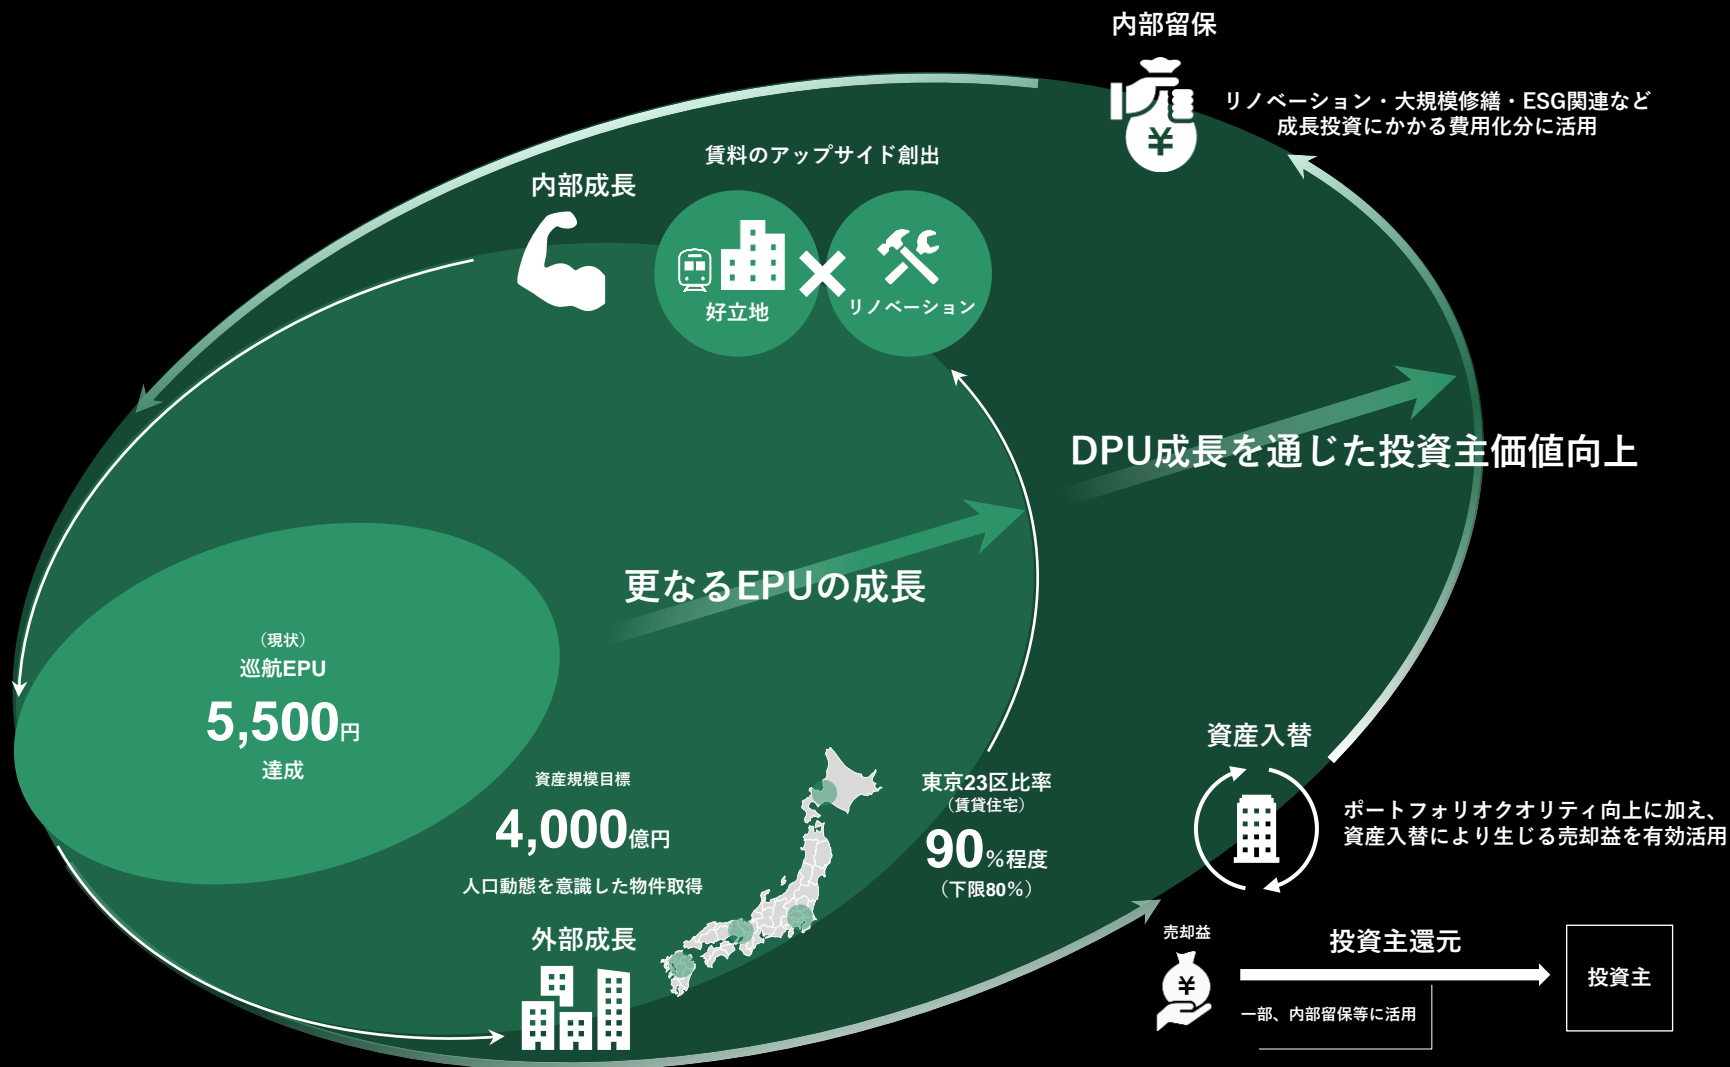 内部留保
リノベーション・大規模修繕・ESG関連など
成長投資にかかる費用化分に活用
賃料のアップサイド創出
内部成長
好立地
リノベーション
DPU成長を通じた投資主価値向上
更なるEPUの成長
（現状）
巡航EPU
5,500円
達成
資産規模目標
4,000億円
人口動態を意識した物件取得
外部成長
東京23区比率
（賃貸住宅）
90%程度
（下限80%）
資産入替
ポートフォリオクオリティ向上に加え、
資産入替により生じる売却益を有効活用
売却益
投資主還元
一部、内部留保等に活用
投資主